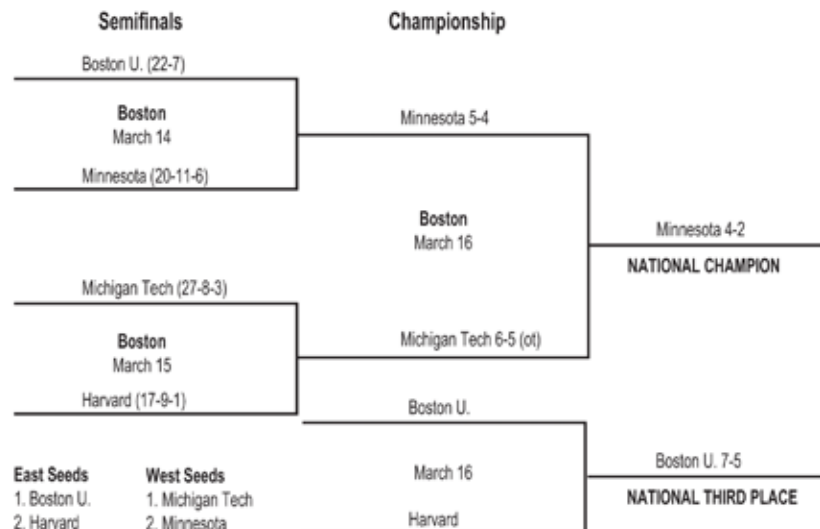 Semifinals
Championship
Boston U. (22-7)
Boston
March 14
Minnesota (20-11-6)
Minnesota 5-4
Boston
March 16
Minnesota 4-2
NATIONAL CHAMPION
Michigan Tech (27-8-3)
Boston
March 15
Harvard (17-9-1)
Michigan Tech 6-5 (ot)
Boston U.
March 16
Harvard
Boston U. 7-5
NATIONAL THIRD PLACE
East Seeds
1. Boston U.
2. Harvard
West Seeds
1. Michigan Tech
2. Minnesota